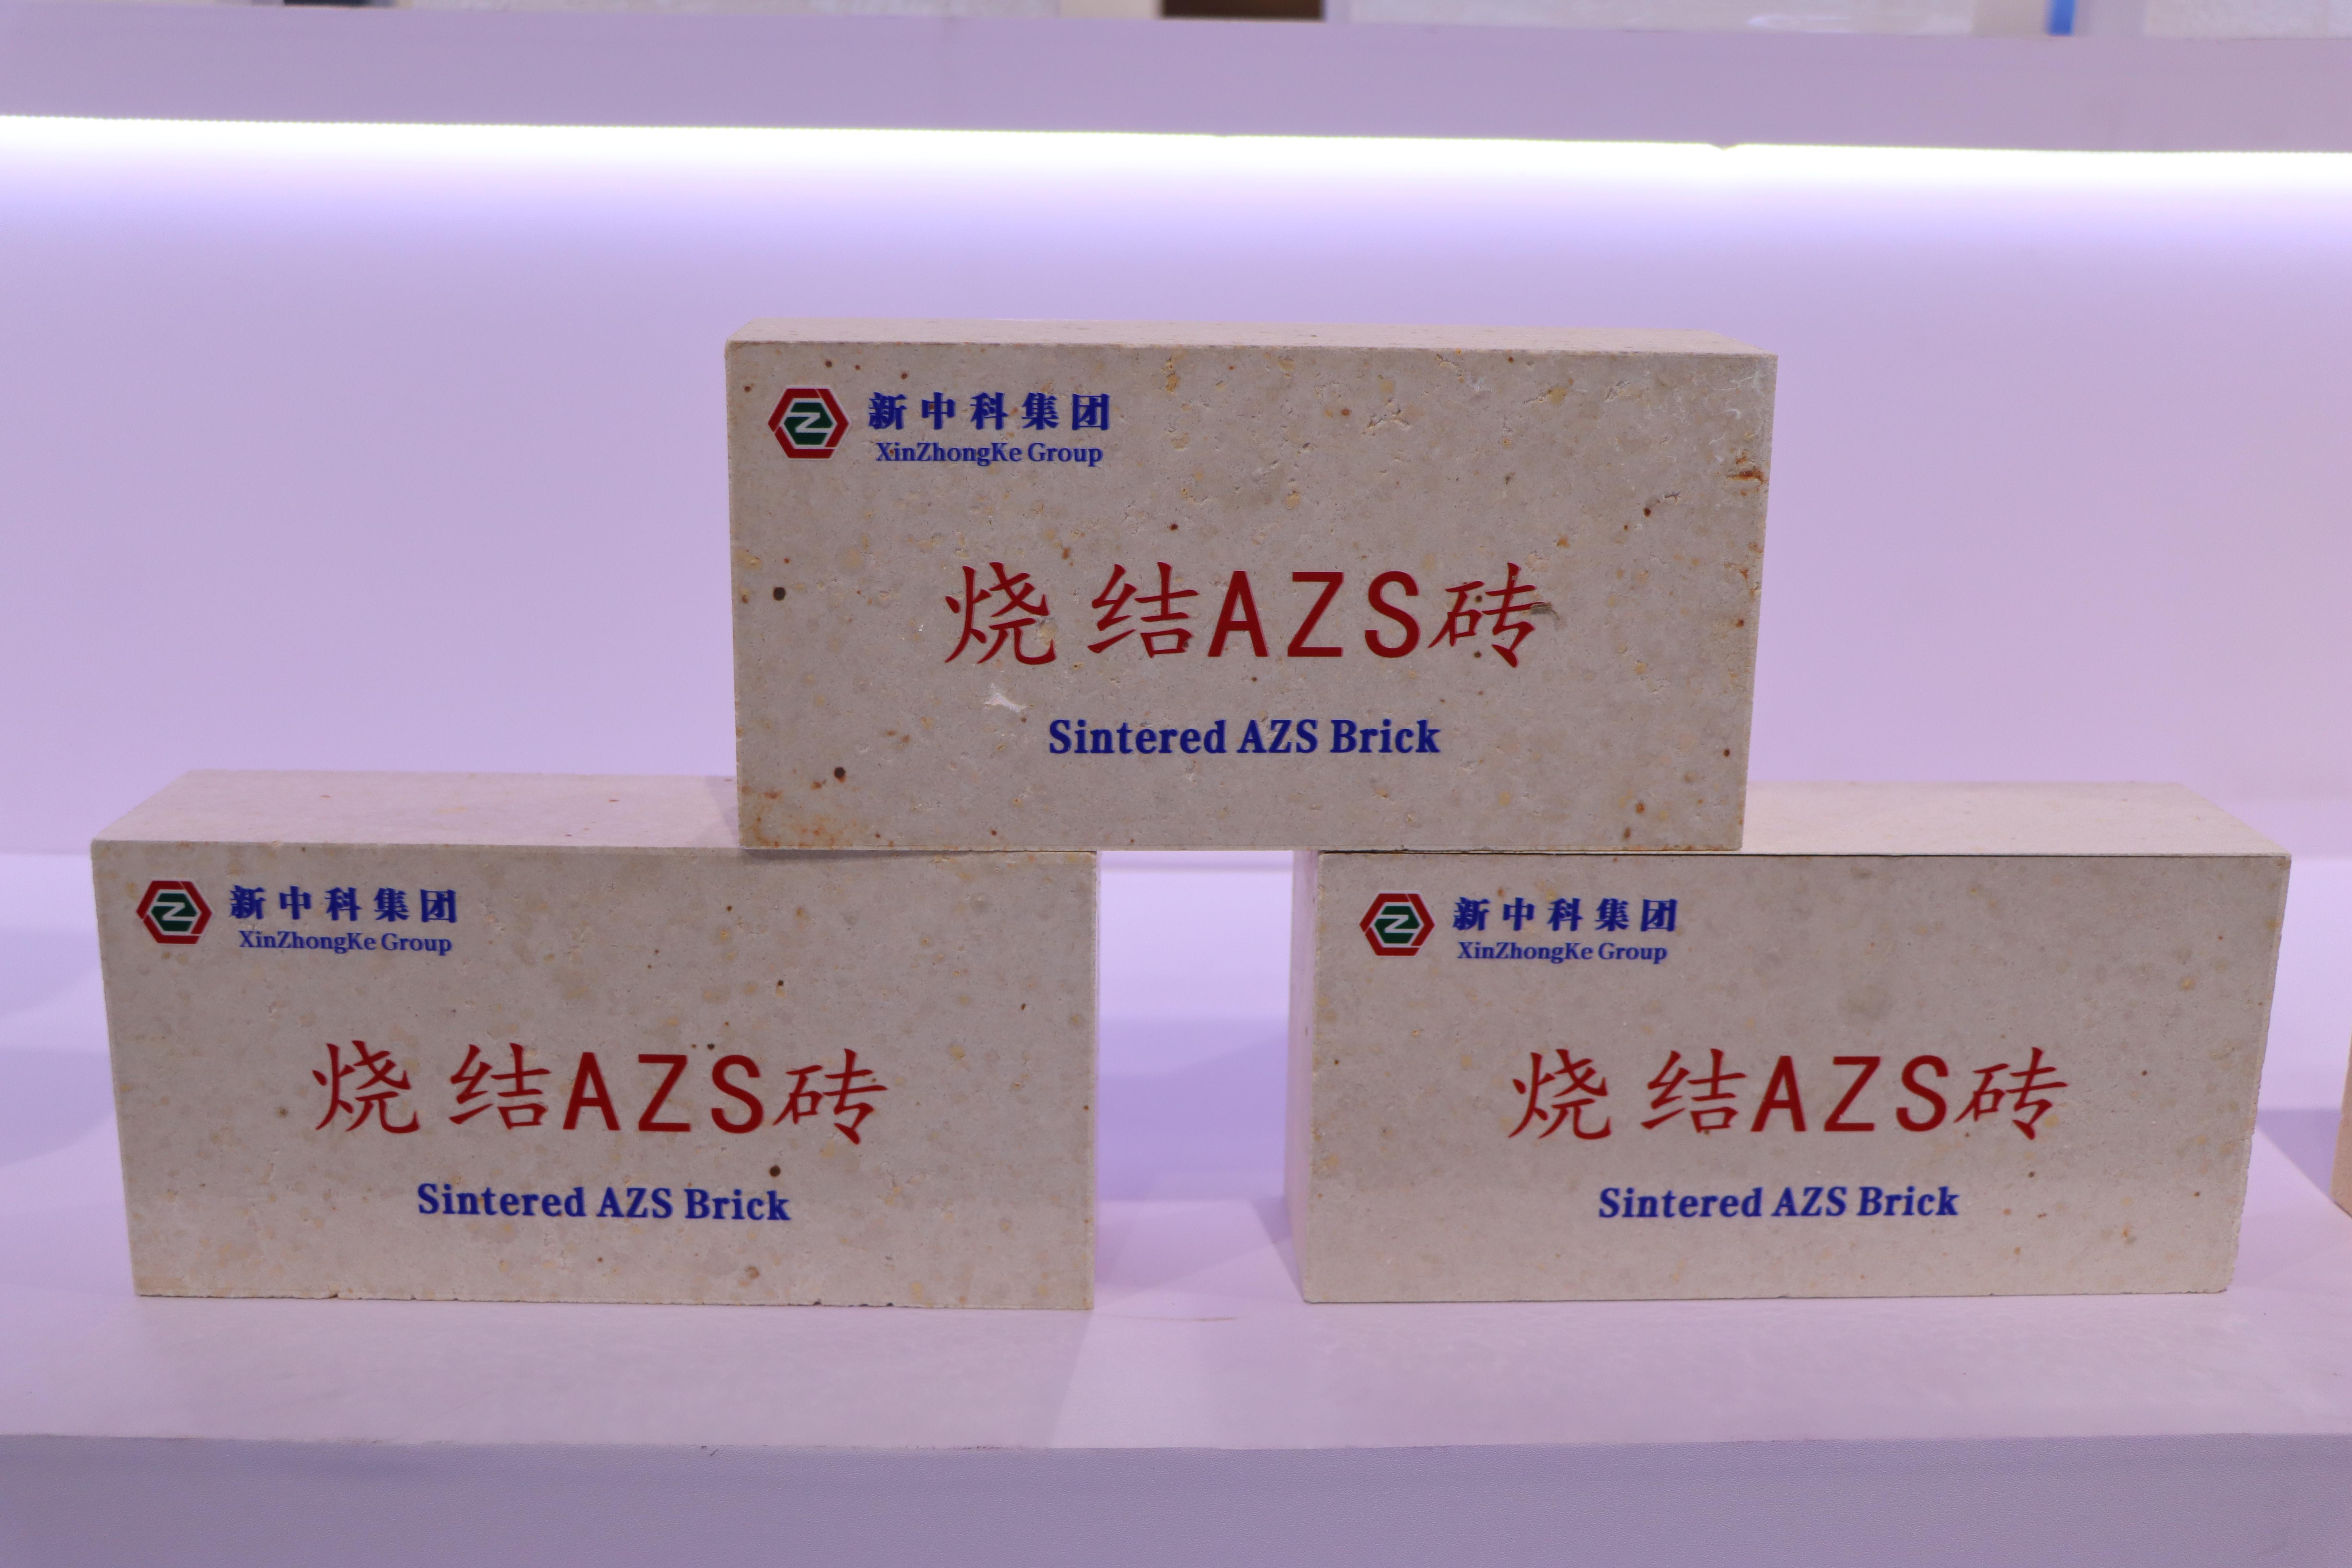 新中科集团
XinZhongKe Group
烧结AZS砖
Sintered AZS Brick
新中科集团
XinZhongKe Group
烧结AZS砖
Sintered AZS Brick
新中科集团
XinZhongKe Group
烧结AZS砖
Sintered AZS Brick